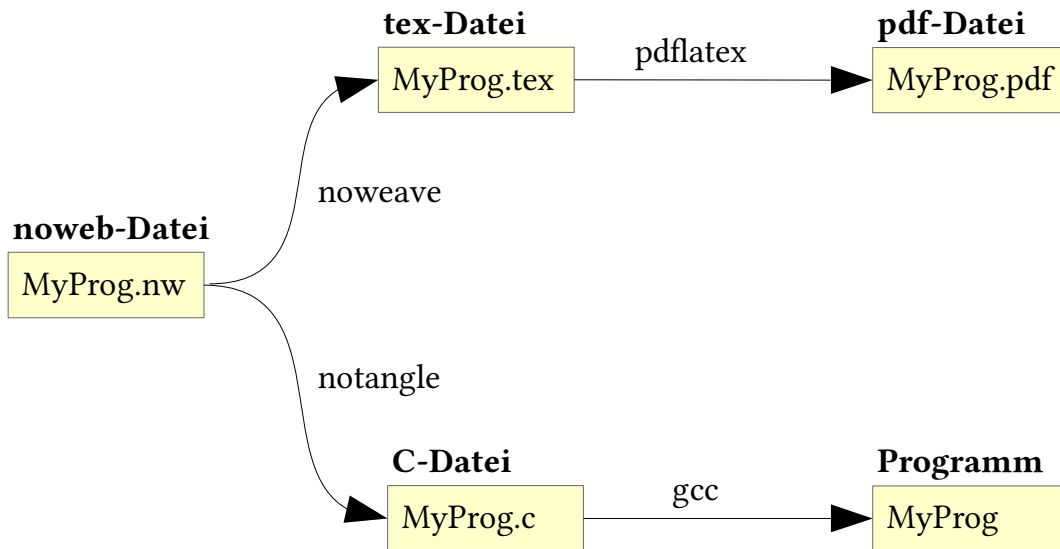 tex-Datei
MyProg.tex
pdflatex
pdf-Datei
MyProg.pdf
noweave
noweb-Datei
MyProg.nw
notangle
C-Datei
MyProg.c
gcc
Programm
MyProg